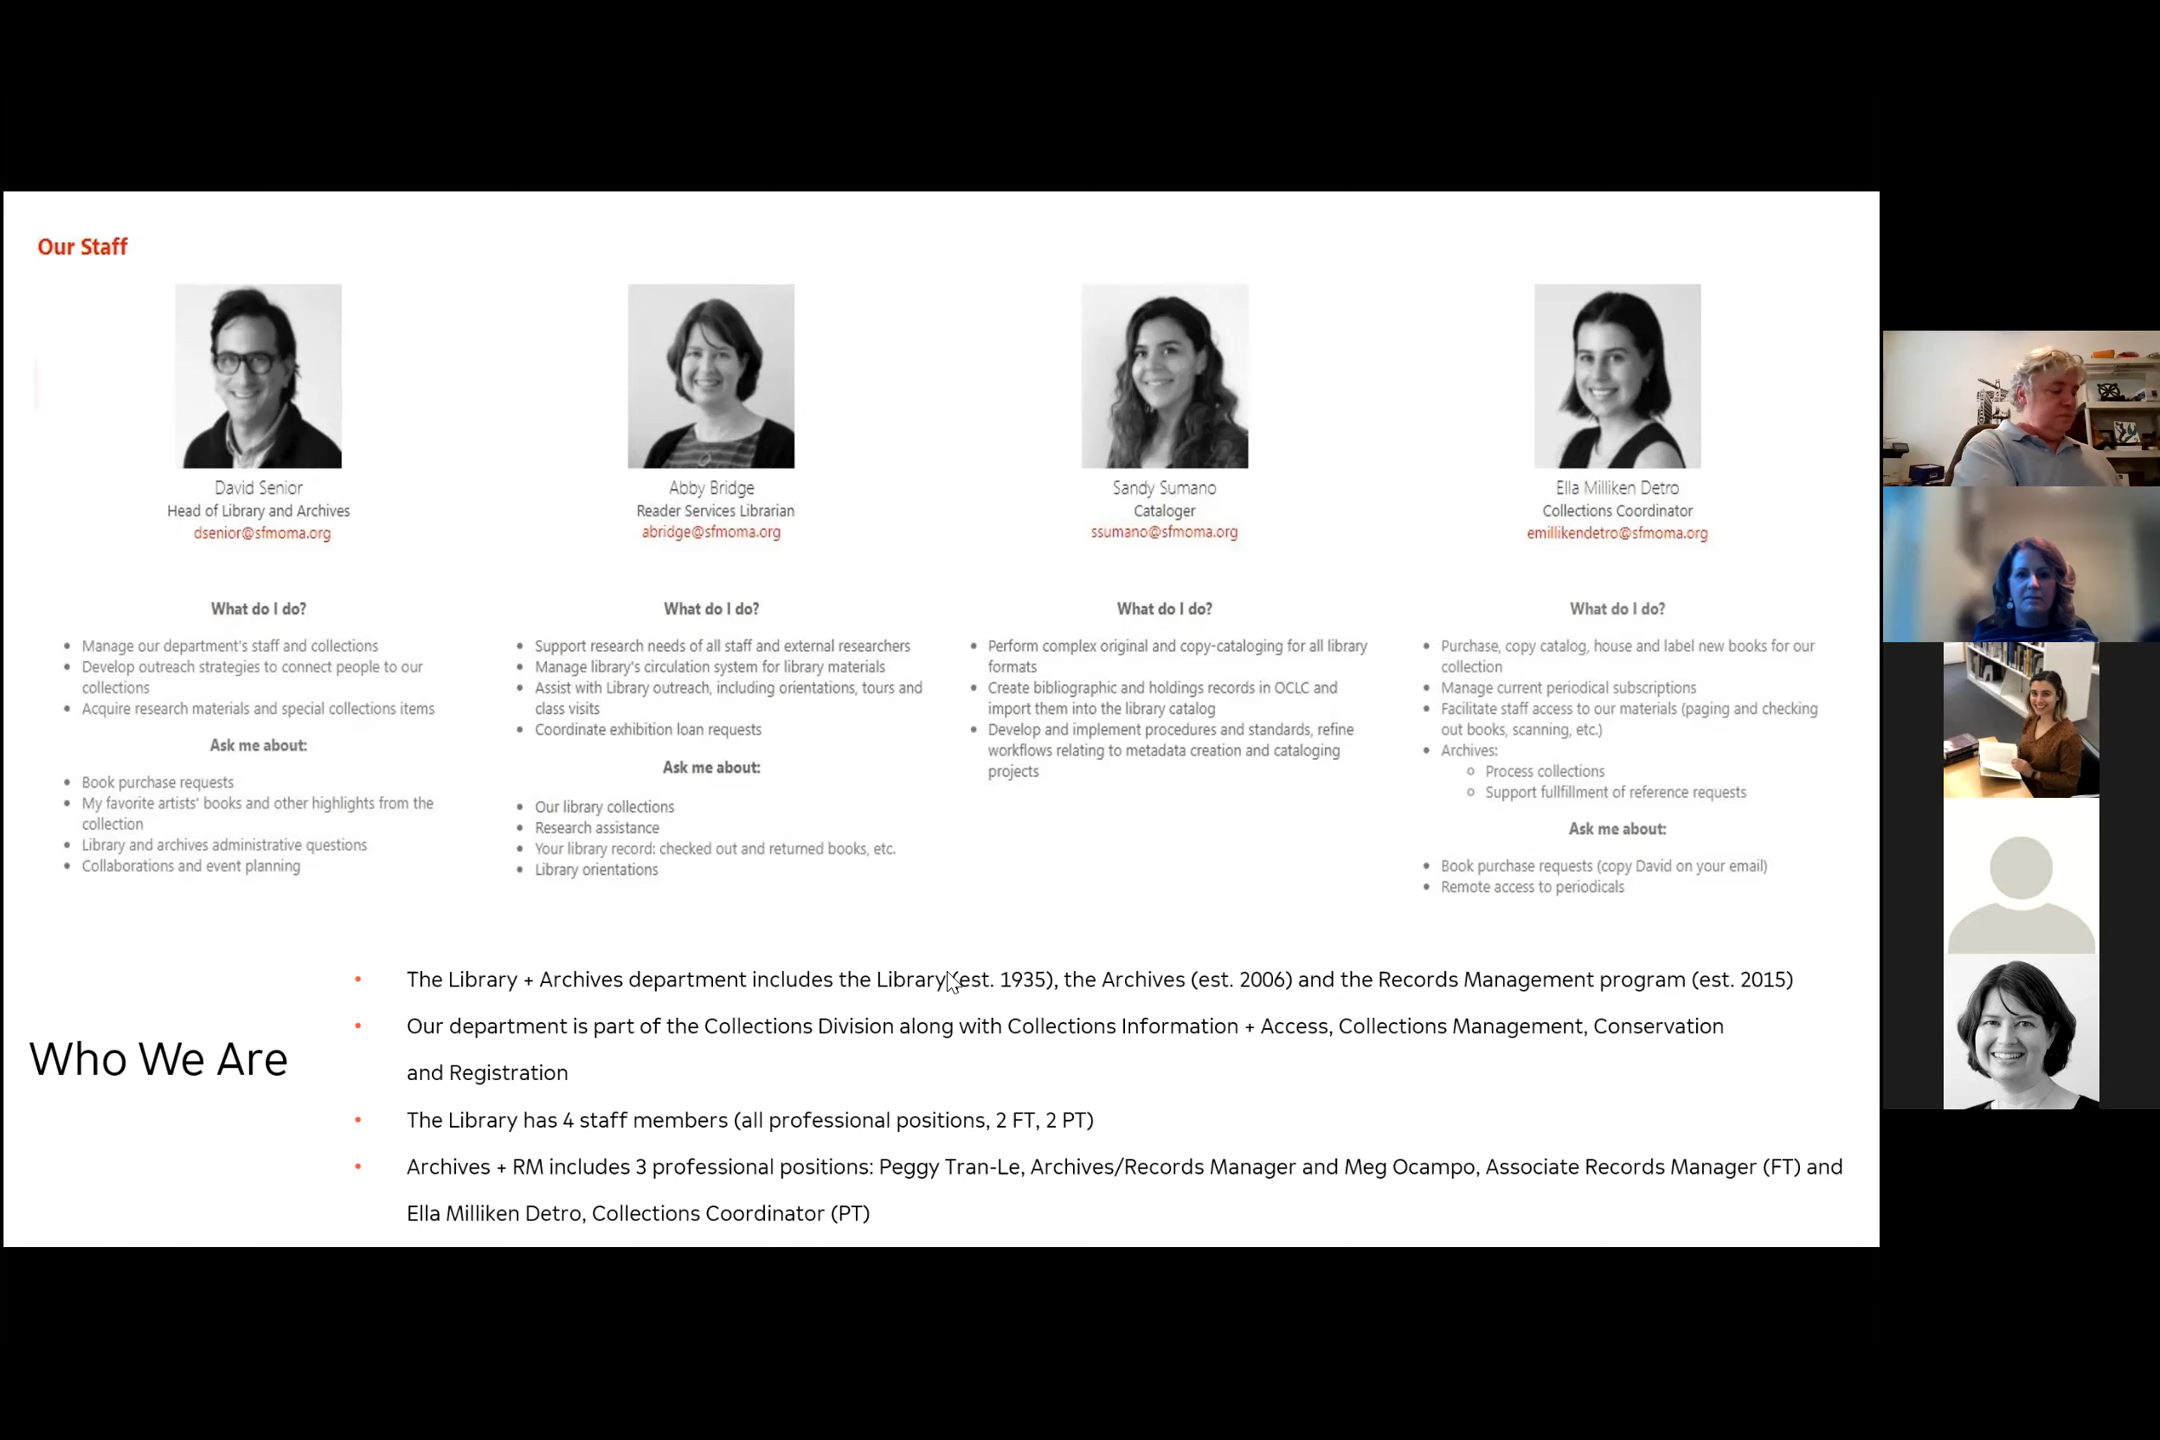 Our Staff
David Senior
Head of Library and Archives
dsenior@sfmoma.org
What do I do?
• Manage our department's staff and collections
• Develop outreach strategies to connect people to our
collections
• Acquire research materials and special collections items
Ask me about:
• Book purchase requests
• My favorite artists' books and other highlights from the
collection
• Library and archives administrative questions
• Collaborations and event planning
Abby Bridge
Reader Services Librarian
abridge@sfmoma.org
What do I do?
• Support research needs of all staff and external researchers
• Manage library's circulation system for library materials
• Assist with Library outreach, including orientations, tours and
class visits
• Coordinate exhibition loan requests
Ask me about:
• Our library collections
• Research assistance
• Your library record: checked out and returned books, etc.
• Library orientations
Sandy Sumano
Cataloger
ssumano@sfmoma.org
What do I do?
• Perform complex original and copy-cataloging for all library
formats
• Create bibliographic and holdings records in OCLC and
import them into the library catalog
• Develop and implement procedures and standards, refine
workflows relating to metadata creation and cataloging
projects
Ella Milliken Detro
Collections Coordinator
emillikendetro@sfmoma.org
What do I do?
• Purchase, copy catalog, house and label new books for our
collection
• Manage current periodical subscriptions
• Facilitate staff access to our materials (paging and checking
out books, scanning, etc.)
• Archives:
o Process collections
o Support fullfillment of reference requests
Ask me about:
• Book purchase requests (copy David on your email)
• Remote access to periodicals
Who We Are
• The Library + Archives department includes the Library (est. 1935), the Archives (est. 2006) and the Records Management program (est. 2015)
• Our department is part of the Collections Division along with Collections Information + Access, Collections Management, Conservation
and Registration
• The Library has 4 staff members (all professional positions, 2 FT, 2 PT)
• Archives + RM includes 3 professional positions: Peggy Tran-Le, Archives/Records Manager and Meg Ocampo, Associate Records Manager (FT) and
Ella Milliken Detro, Collections Coordinator (PT)